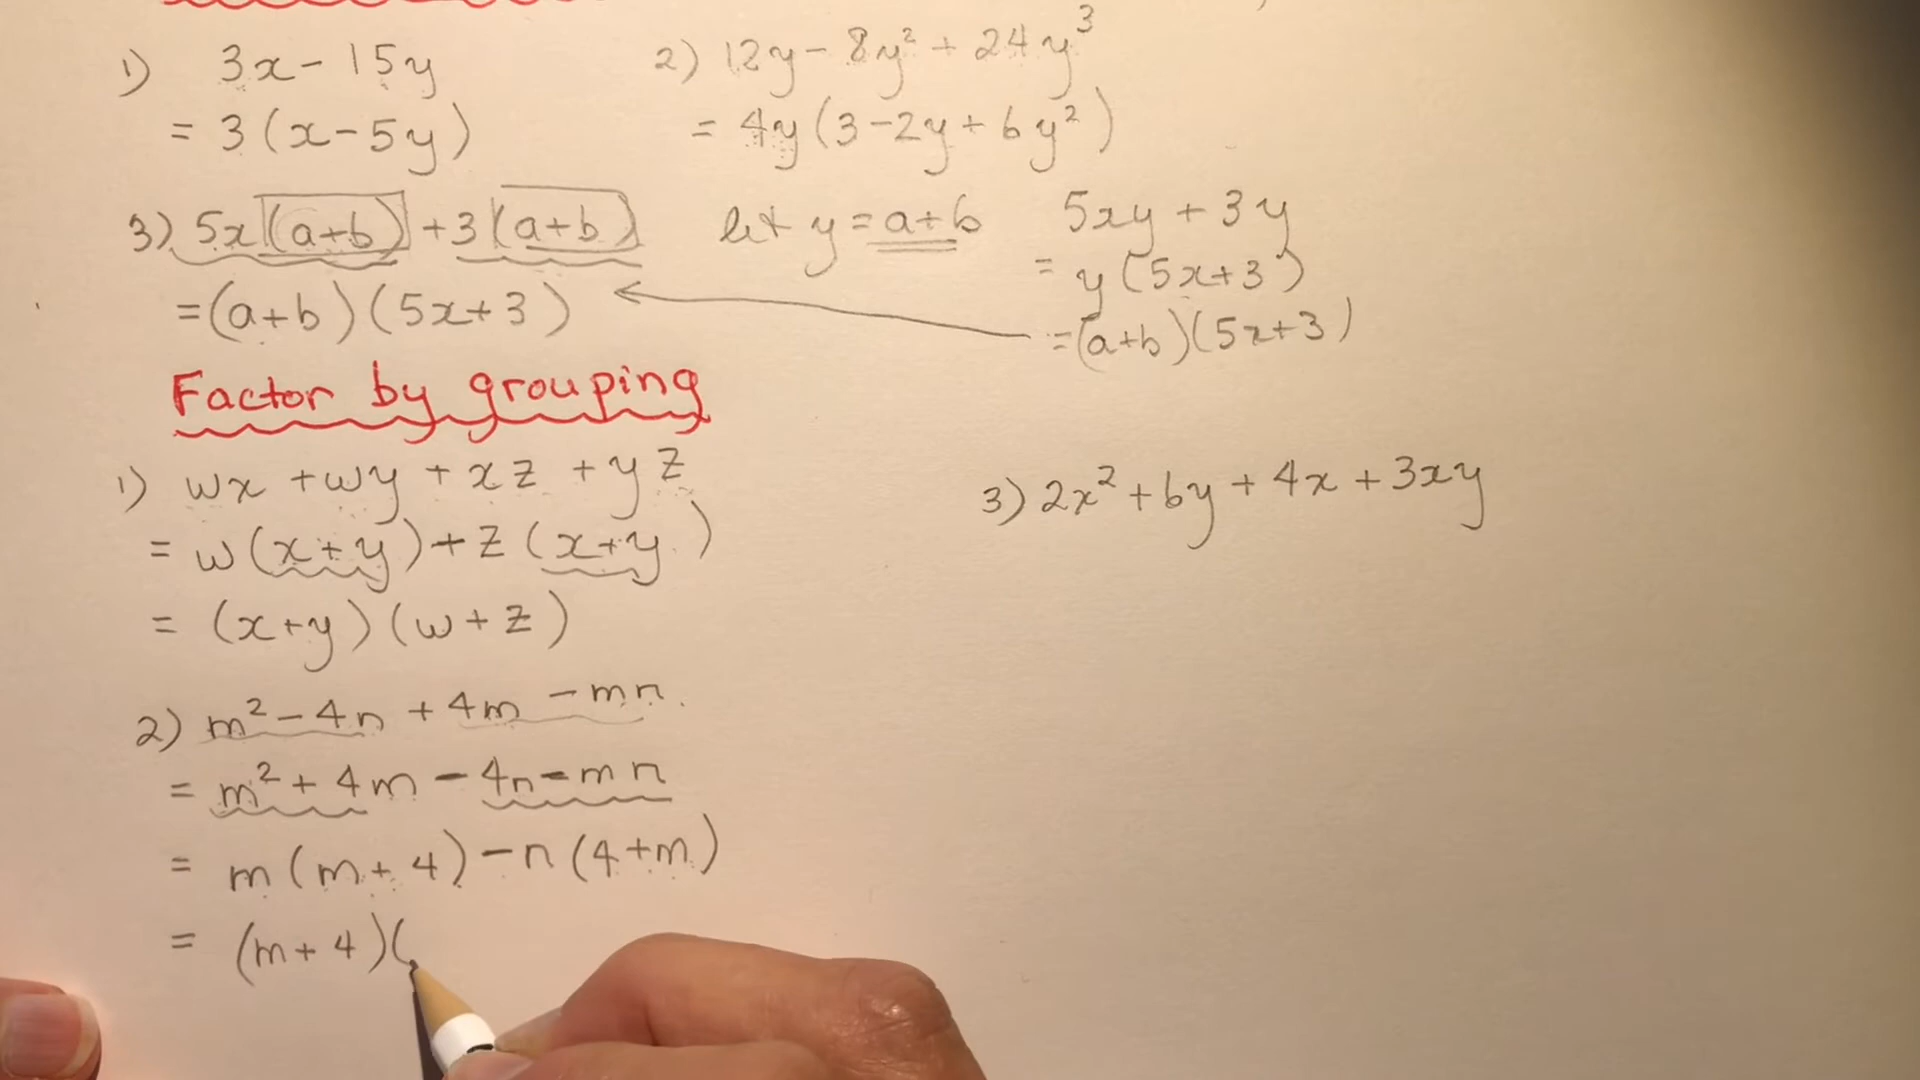 1) 3x - 15y
= 3(x - 5y)
2) 12y - 8y² + 24y³
= 4y(3 - 2y + 6y²)
3) 5x(a+b) + 3(a+b)
= (a+b)(5x+3)
let y = a+b
5xy + 3y
= y(5x+3)
= (a+b)(5x+3)
Factor by grouping
1) wx + wy + xz + yz
= w(x+y) + z(x+y)
= (x+y)(w+z)
2) m² - 4n + 4m - mn
= m² + 4m - 4n - mn
= m(m+4) - n(4+m)
= (m+4)(
3) 2x² + 6y + 4x + 3xy